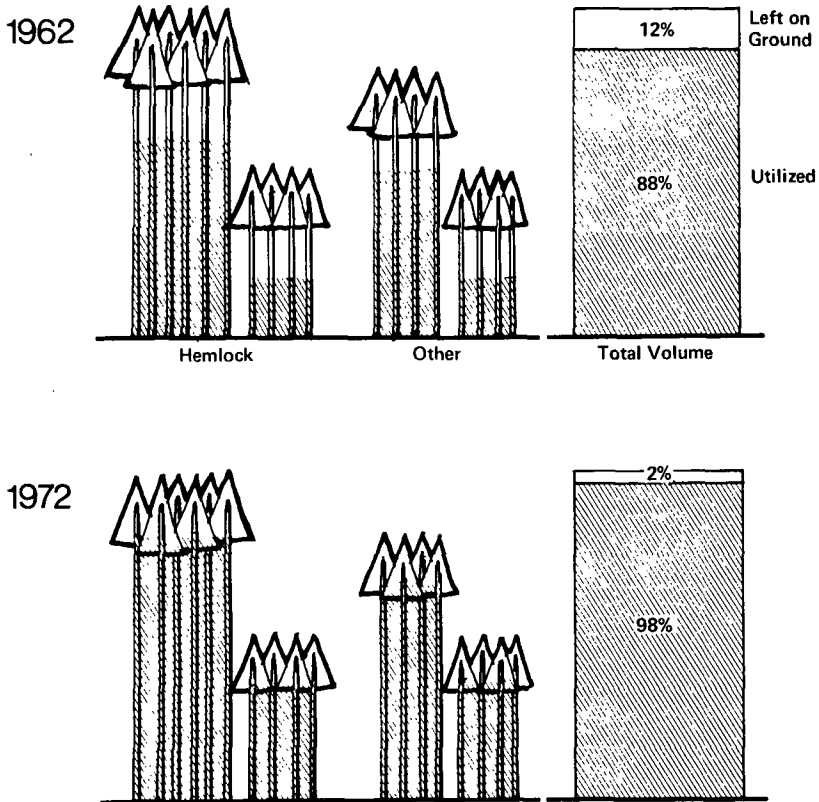 1962
12%
Left on
Ground
88%
Utilized
Hemlock
Other
Total Volume
1972
2%
98%